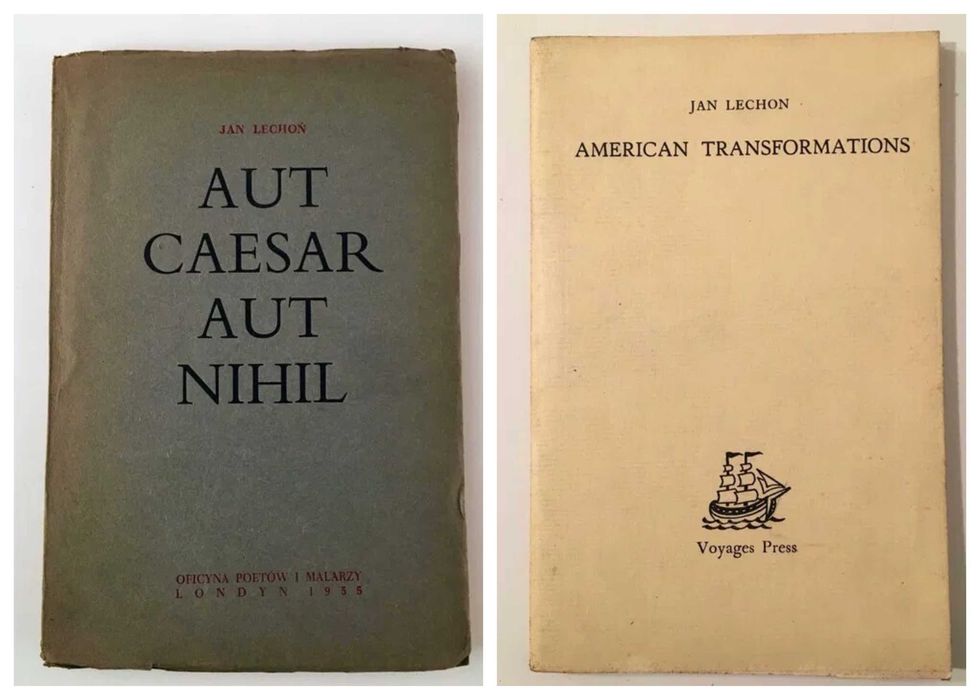 JAN LECHOŃ
AUT
CAESAR
AUT
NIHIL
OFICYNA POETÓW I MALARZY
LONDYN 1955
JAN LECHON
AMERICAN TRANSFORMATIONS
Voyages Press